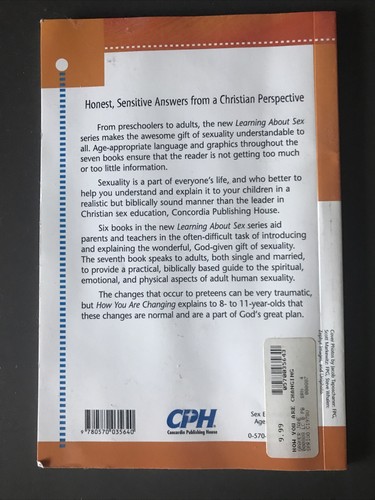 Honest, Sensitive Answers from a Christian Perspective
From preschoolers to adults, the new Learning About Sex
series makes the awesome gift of sexuality understandable to
all. Age-appropriate language and graphics throughout the
seven books ensure that the reader is not getting too much
or too little information.
Sexuality is a part of everyone's life, and who better to
help you understand and explain it to your children in a
realistic but biblically sound manner than the leader in
Christian sex education, Concordia Publishing House.
Six books in the new Learning About Sex series aid
parents and teachers in the often-difficult task of introducing
and explaining the wonderful, God-given gift of sexuality.
The seventh book speaks to adults, both single and married,
to provide a practical, biblically based guide to the spiritual,
emotional, and physical aspects of adult human sexuality.
The changes that occur to preteens can be very traumatic,
but How You Are Changing explains to 8- to 11-year-olds that
these changes are normal and are a part of God's great plan.
9 780570 035640
CPH
Concordia Publishing House
Sex E
Age
0-570-
CHANGING
6.99